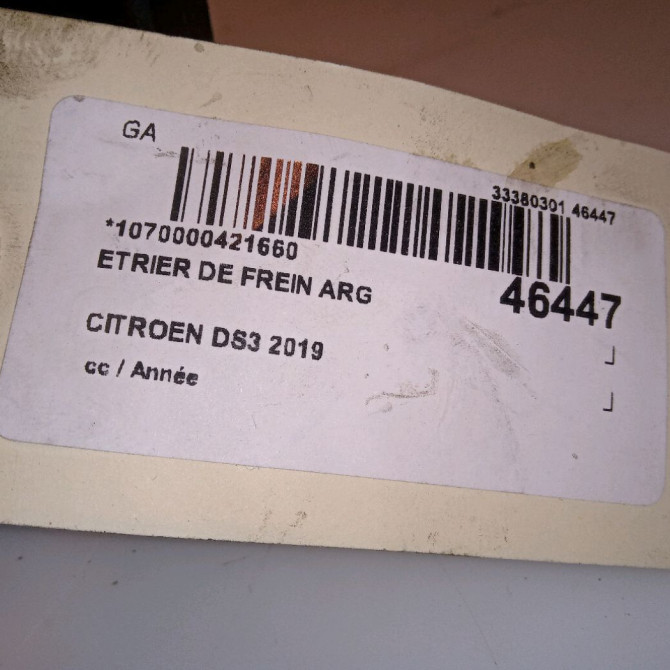 GA
33380301 46447
*1070000421660
ETRIER DE FREIN ARG
46447
CITROEN DS3 2019
cc / Année